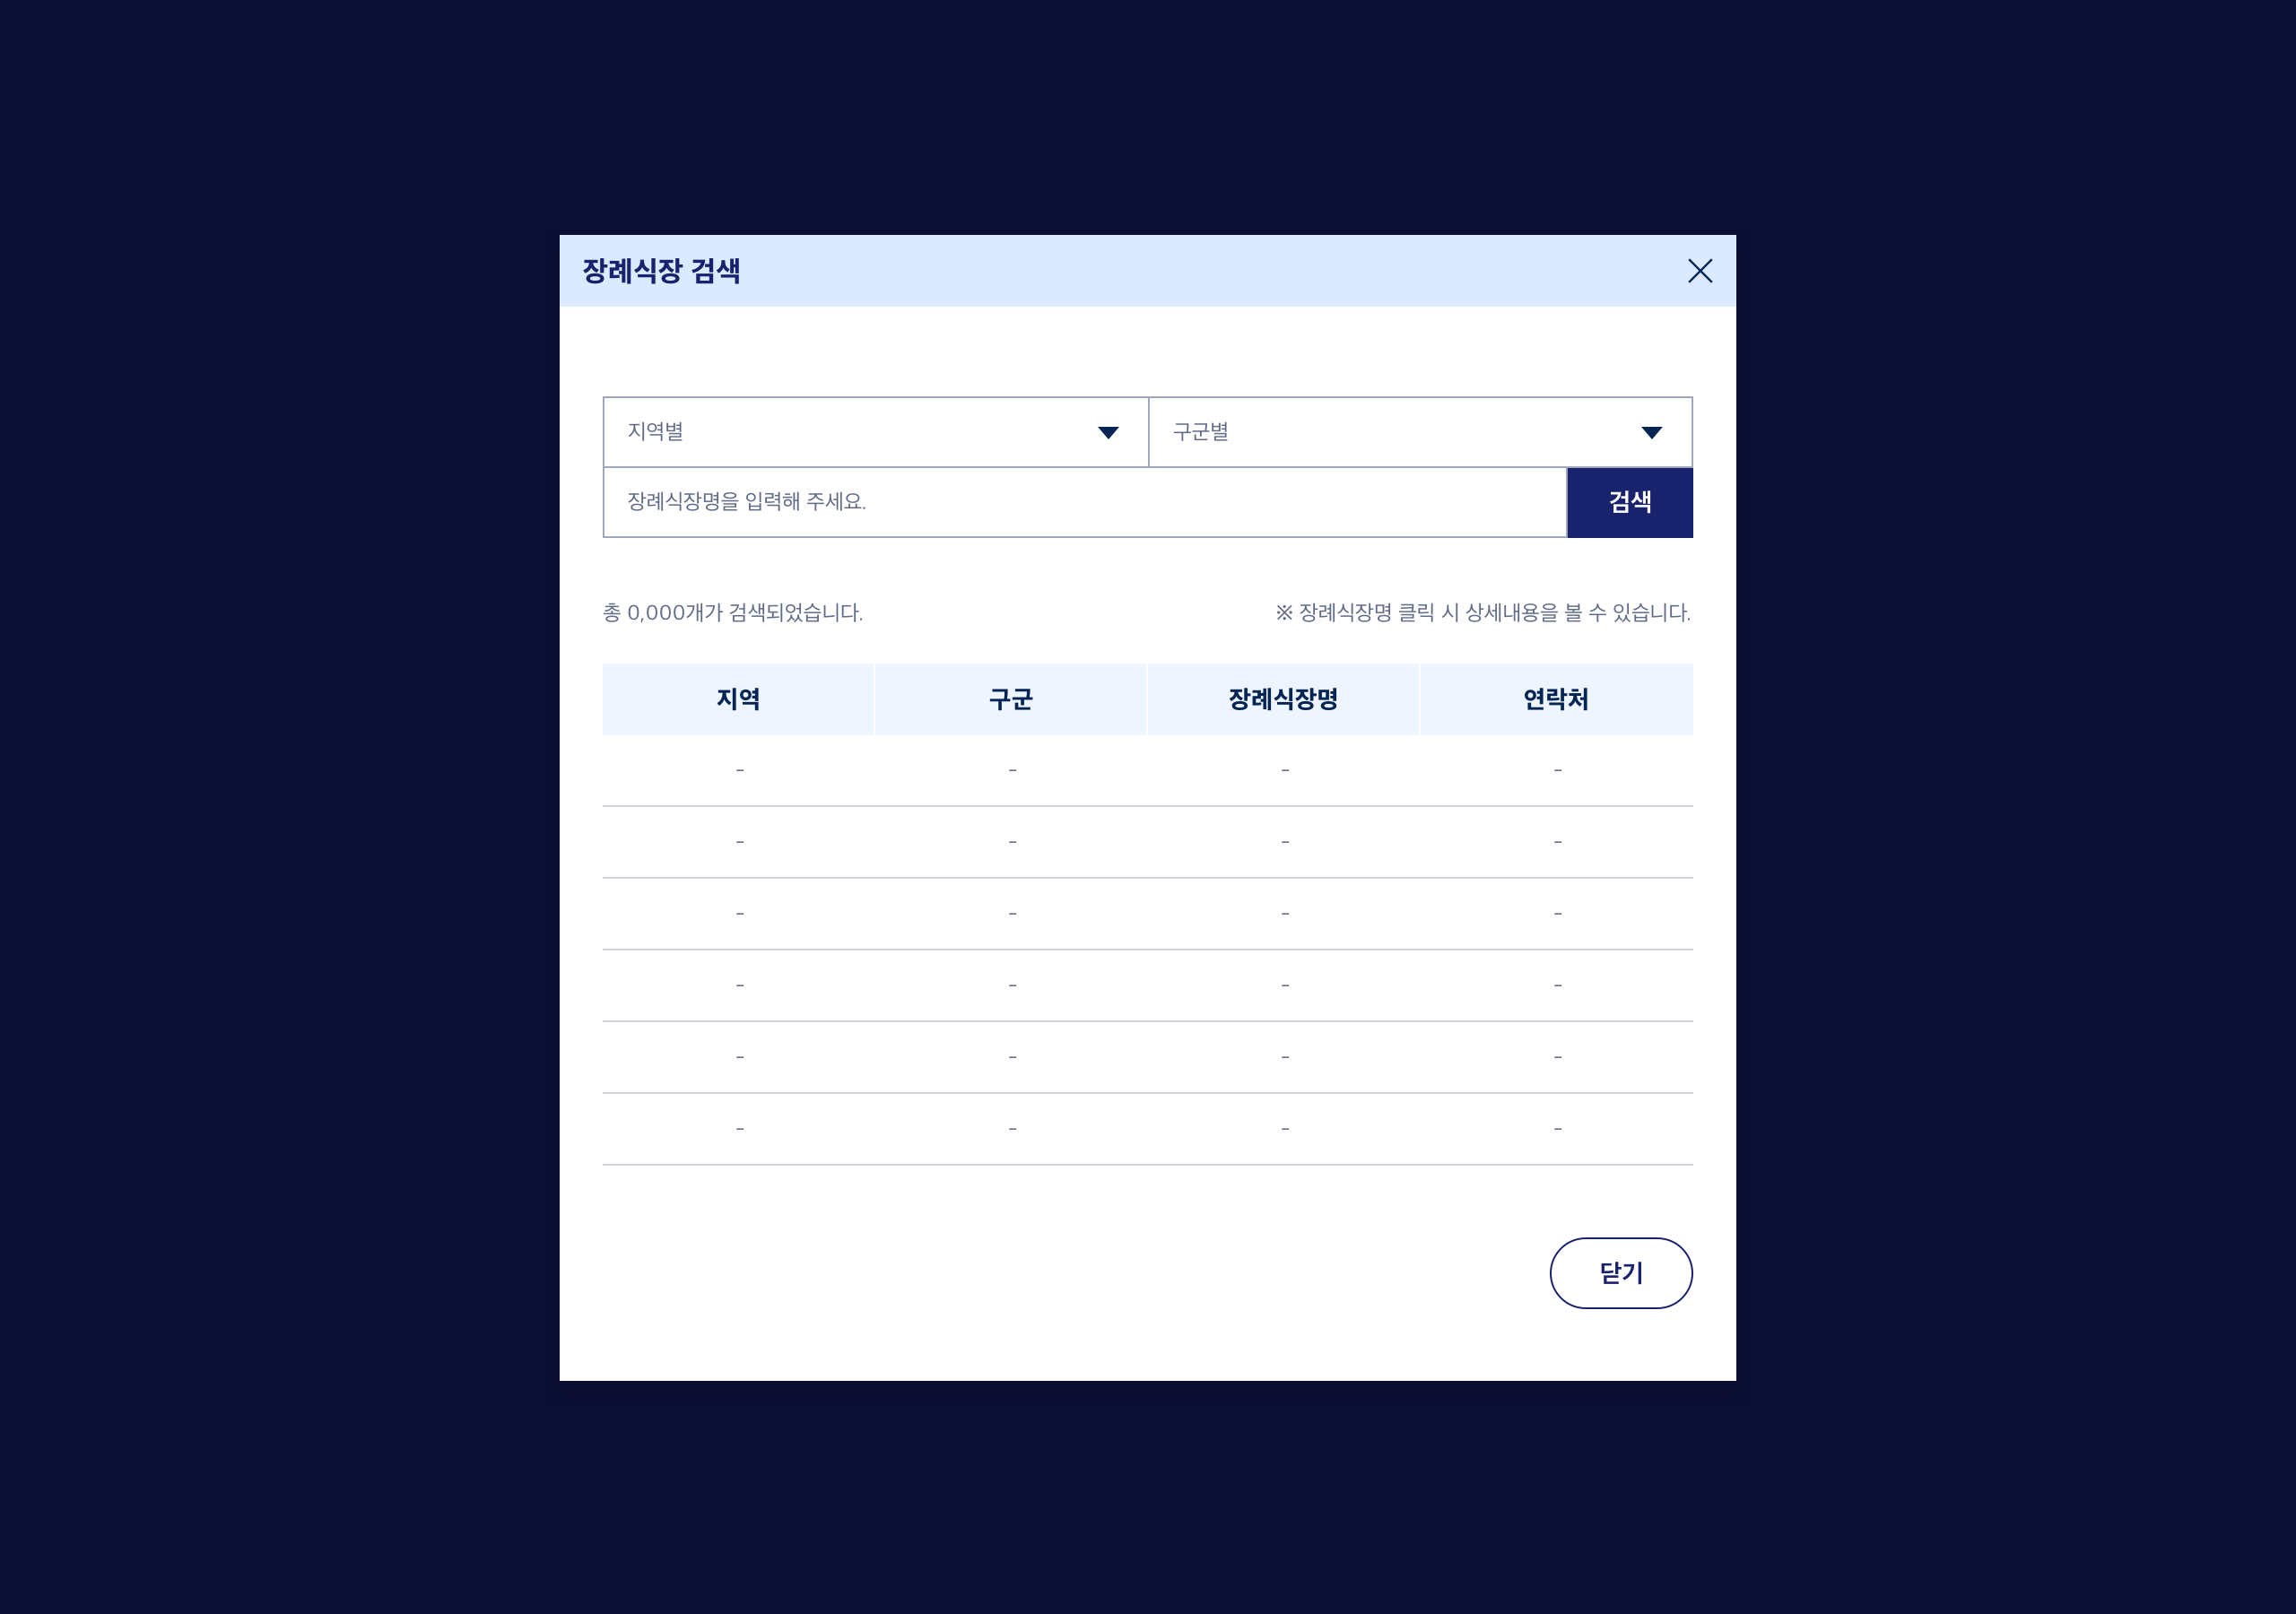 장례식장 검색
지역별 구군별
장례식장명을 입력해 주세요. 검색
총 0,000개가 검색되었습니다. ※ 장례식장명 클릭 시 상세내용을 볼 수 있습니다.
지역 구군 장례식장명 연락처
- - - -
- - - -
- - - -
- - - -
- - - -
- - - -
닫기